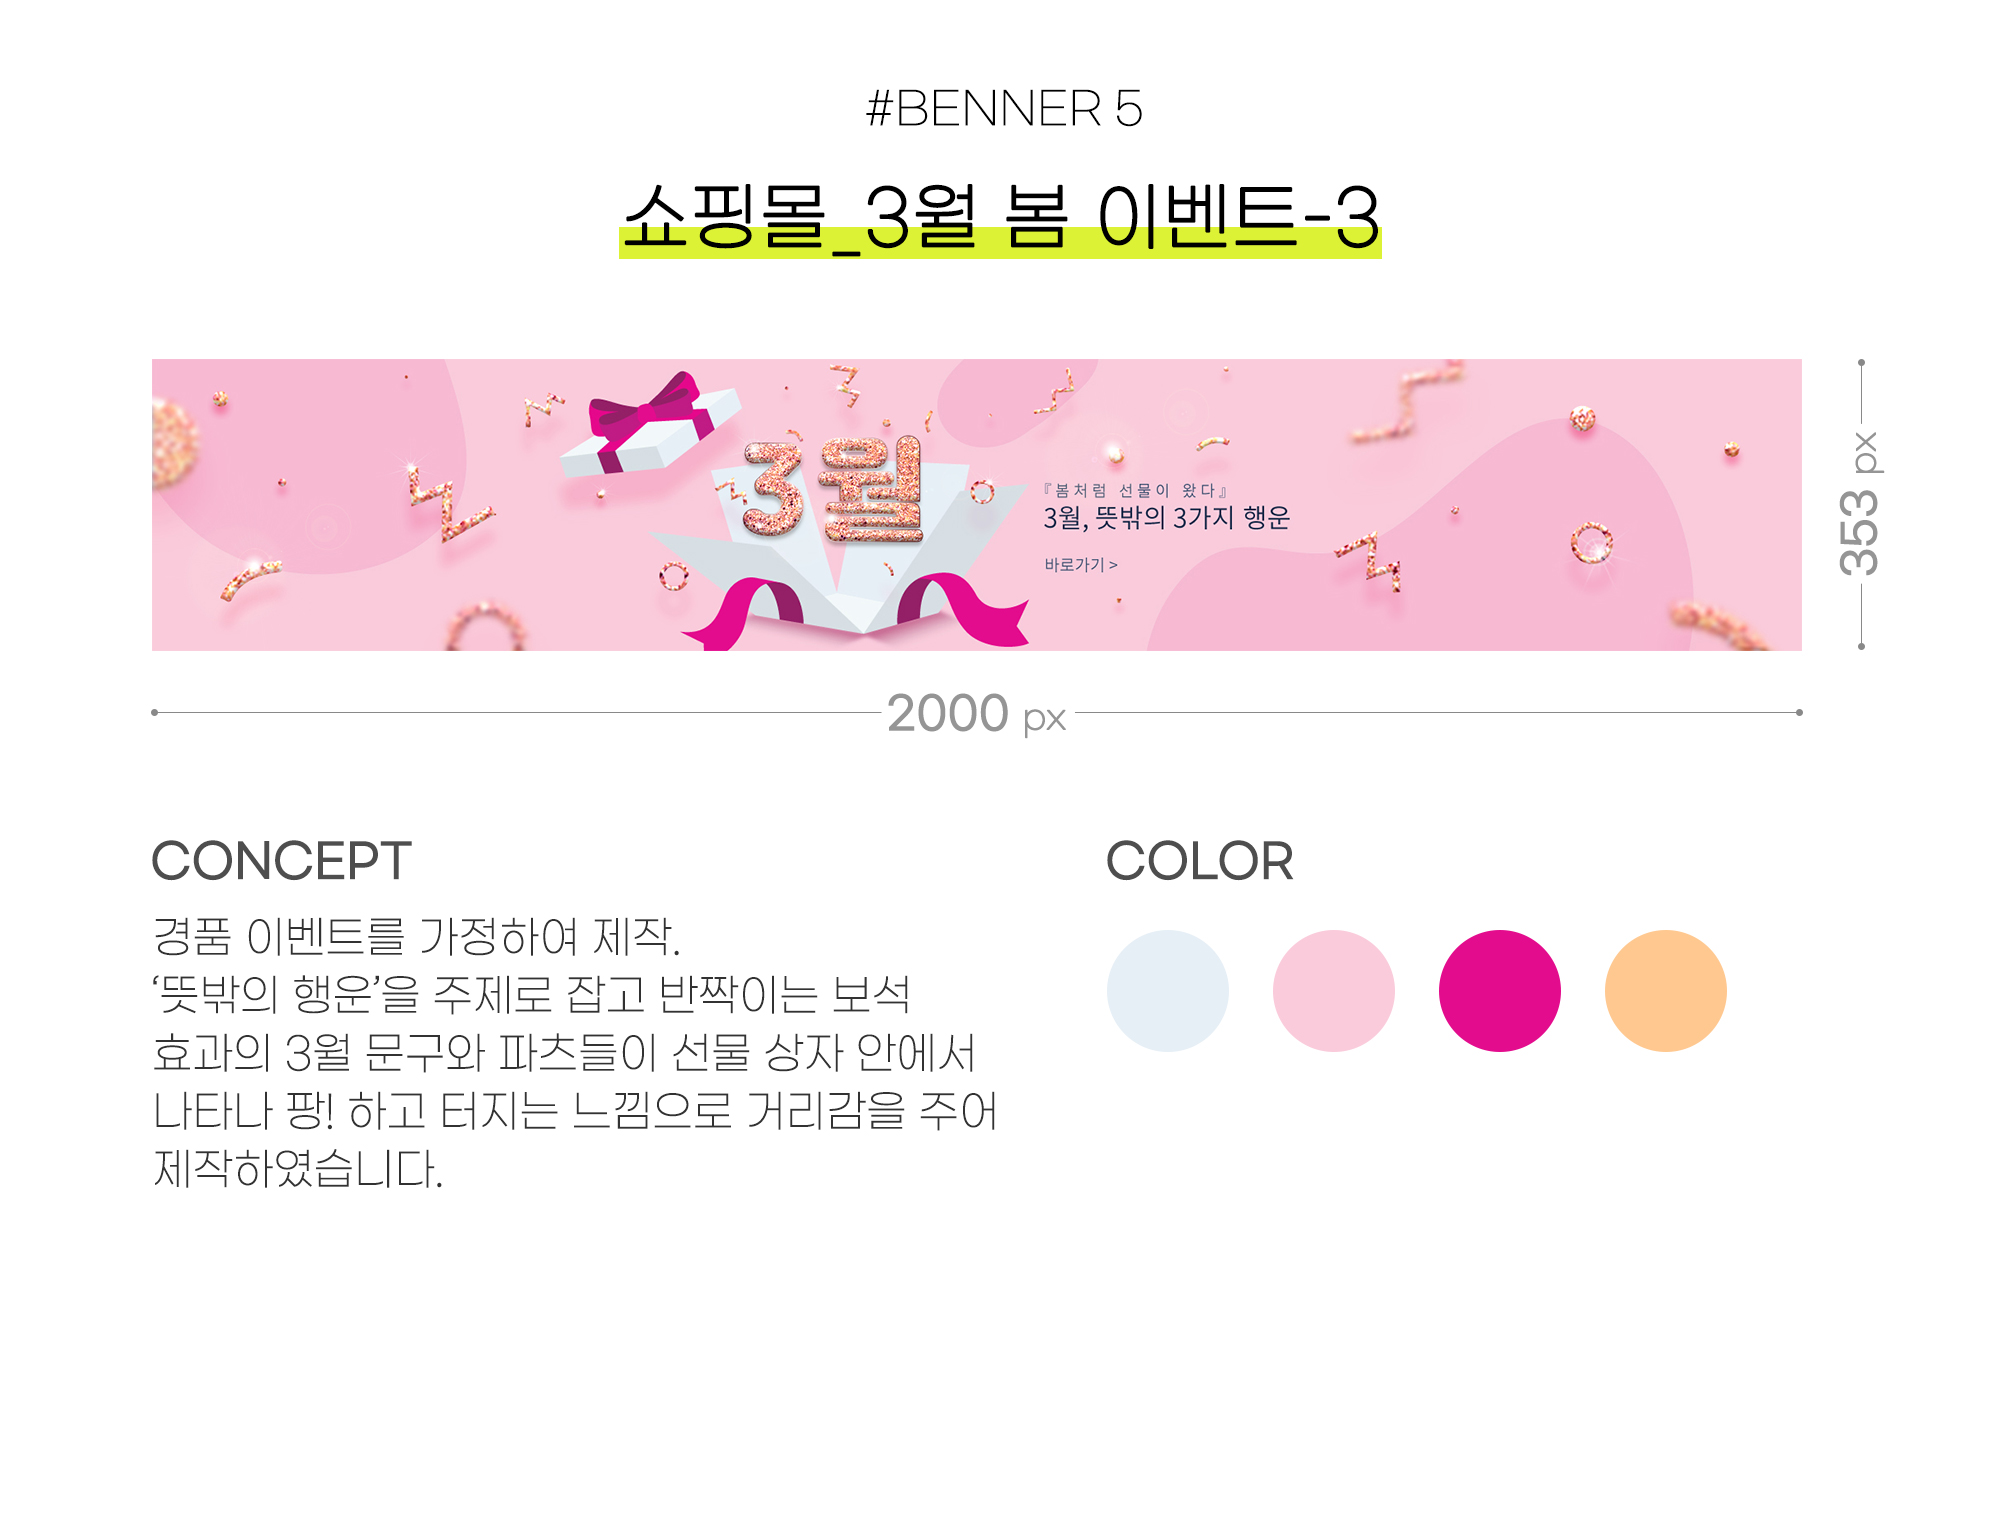 #BENNER 5
쇼핑몰_3월 봄 이벤트-3
3월
『봄처럼 선물이 왔다』
3월, 뜻밖의 3가지 행운
바로가기 >
353 px
2000 px
CONCEPT
경품 이벤트를 가정하여 제작.
‘뜻밖의 행운’을 주제로 잡고 반짝이는 보석
효과의 3월 문구와 파츠들이 선물 상자 안에서
나타나 팡! 하고 터지는 느낌으로 거리감을 주어
제작하였습니다.
COLOR